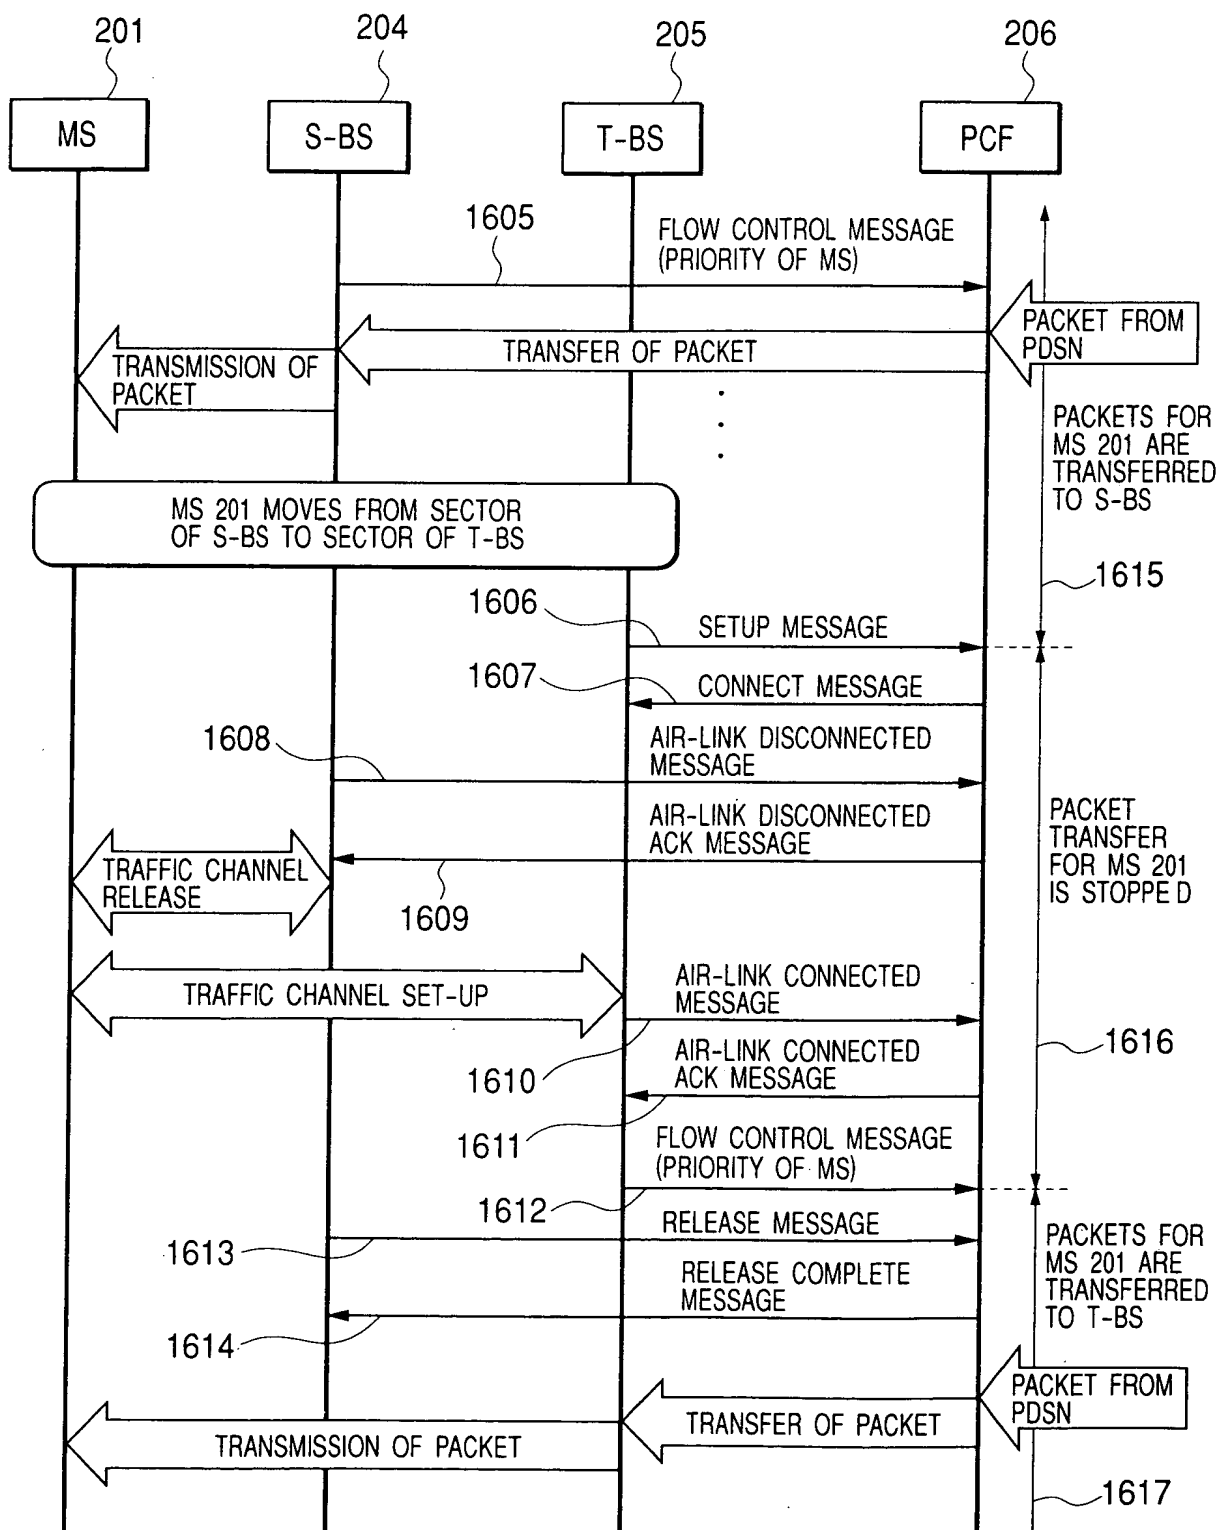 201
204
205
206
MS
S-BS
T-BS
PCF
1605
FLOW CONTROL MESSAGE
(PRIORITY OF MS)
PACKET FROM
PDSN
TRANSFER OF PACKET
TRANSMISSION OF
PACKET
PACKETS FOR
MS 201 ARE
TRANSFERRED
TO S-BS
MS 201 MOVES FROM SECTOR
OF S-BS TO SECTOR OF T-BS
1615
1606
SETUP MESSAGE
1607
CONNECT MESSAGE
1608
AIR-LINK DISCONNECTED
MESSAGE
AIR-LINK DISCONNECTED
ACK MESSAGE
PACKET
TRANSFER
FOR MS 201
IS STOPPED
TRAFFIC CHANNEL
RELEASE
1609
TRAFFIC CHANNEL SET-UP
AIR-LINK CONNECTED
MESSAGE
1616
1610
AIR-LINK CONNECTED
ACK MESSAGE
1611
FLOW CONTROL MESSAGE
(PRIORITY OF MS)
1612
1613
RELEASE MESSAGE
PACKETS FOR
MS 201 ARE
TRANSFERRED
TO T-BS
RELEASE COMPLETE
MESSAGE
1614
PACKET FROM
PDSN
TRANSFER OF PACKET
TRANSMISSION OF PACKET
1617